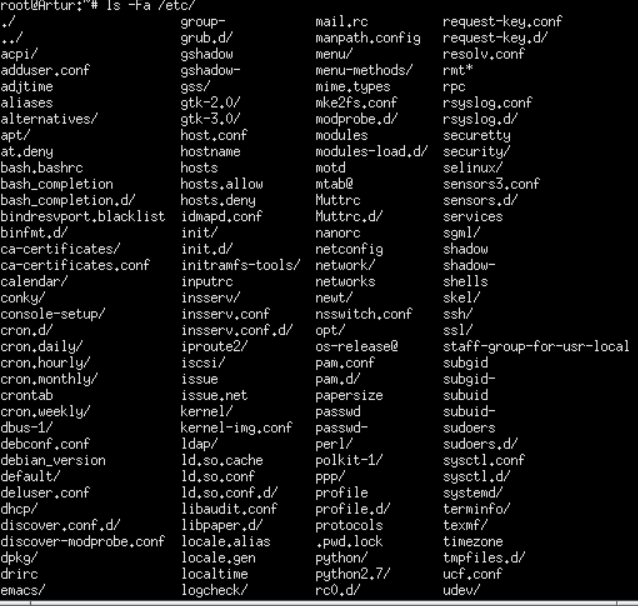 root@Artur:~# ls -Fa /etc/
./ group- mail.rc request-key.conf
../ grub.d/ manpath.config request-key.d/
acpi/ gshadow menu/ resolv.conf
adduser.conf gshadow- menu-methods/ rmt*
adjtime gss/ mime.types rpc
aliases gtk-2.0/ mke2fs.conf rsyslog.conf
alternatives/ gtk-3.0/ modprobe.d/ rsyslog.d/
apt/ host.conf modules securetty
at.deny hostname modules-load.d/ security/
bash.bashrc hosts motd selinux/
bash_completion hosts.allow mtab@ sensors3.conf
bash_completion.d/ hosts.deny Muttrc sensors.d/
bindresvport.blacklist idmapd.conf Muttrc.d/ services
binfmt.d/ init/ nanorc sgml/
ca-certificates/ init.d/ netconfig shadow
ca-certificates.conf initramfs-tools/ network/ shadow-
calendar/ inputrc networks shells
conky/ insserv/ newt/ skel/
console-setup/ insserv.conf nsswitch.conf ssh/
cron.d/ insserv.conf.d/ opt/ ssl/
cron.daily/ iproute2/ os-release@ staff-group-for-usr-local
cron.hourly/ iscsi/ pam.conf subgid
cron.monthly/ issue pam.d/ subgid-
crontab issue.net papersize subuid
cron.weekly/ kernel/ passwd subuid-
dbus-1/ kernel-img.conf passwd- sudoers
debconf.conf ldap/ perl/ sudoers.d/
debian_version ld.so.cache polkit-1/ sysctl.conf
default/ ld.so.conf ppp/ sysctl.d/
deluser.conf ld.so.conf.d/ profile systemd/
dhcp/ libaudit.conf profile.d/ terminfo/
discover.conf.d/ libpaper.d/ protocols texmf/
discover-modprobe.conf locale.alias .pwd.lock timezone
dpkg/ locale.gen python/ tmpfiles.d/
drirc localtime python2.7/ ucf.conf
emacs/ logcheck/ rc0.d/ udev/